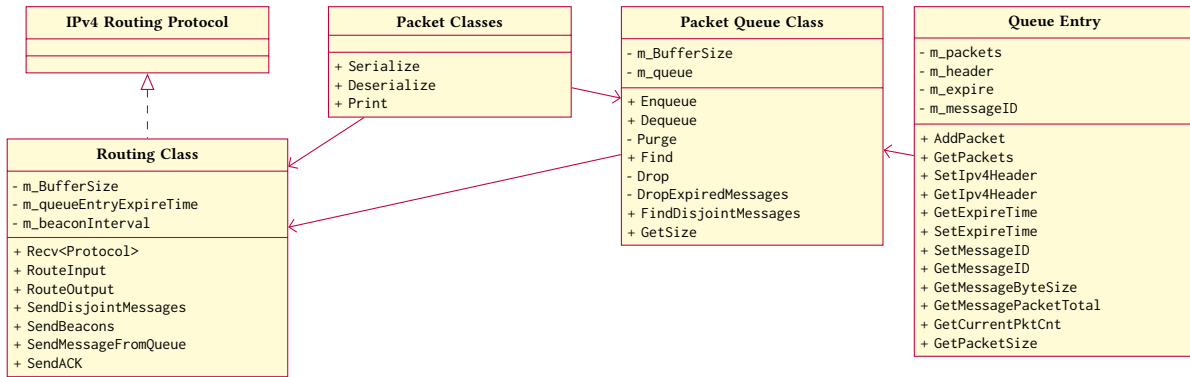 IPv4 Routing Protocol
Routing Class
- m_BufferSize
- m_queueEntryExpireTime
- m_beaconInterval
+ Recv<Protocol>
+ RouteInput
+ RouteOutput
+ SendDisjointMessages
+ SendBeacons
+ SendMessageFromQueue
+ SendACK
Packet Classes
+ Serialize
+ Deserialize
+ Print
Packet Queue Class
- m_BufferSize
- m_queue
+ Enqueue
+ Dequeue
- Purge
+ Find
- Drop
- DropExpiredMessages
+ FindDisjointMessages
+ GetSize
Queue Entry
- m_packets
- m_header
- m_expire
- m_messageID
+ AddPacket
+ GetPackets
+ SetIpv4Header
+ GetIpv4Header
+ GetExpireTime
+ SetExpireTime
+ SetMessageID
+ GetMessageID
+ GetMessageByteSize
+ GetMessagePacketTotal
+ GetCurrentPktCnt
+ GetPacketSize